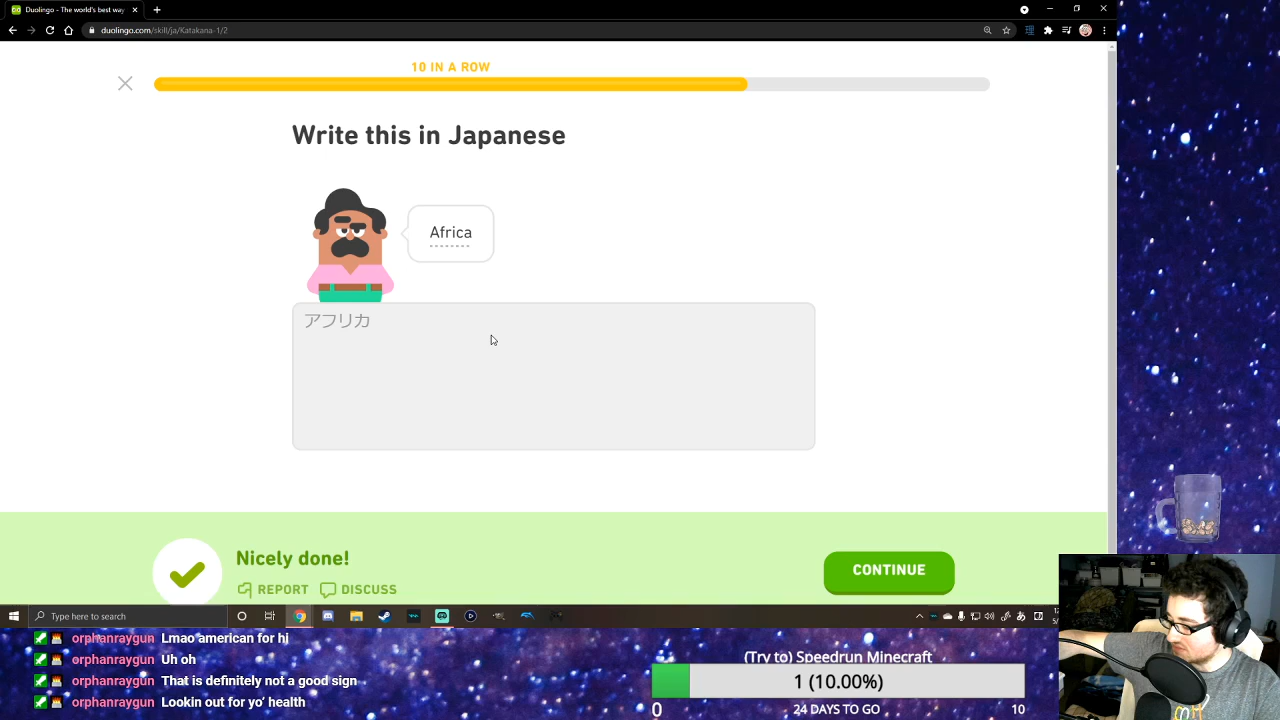 Duolingo - The world's best way
duolingo.com/skill/ja/Katakana-1/2
10 IN A ROW
Write this in Japanese
Africa
アフリカ
Nicely done!
REPORT
DISCUSS
CONTINUE
Type here to search
orphanraygun Lmao american for hi
orphanraygun Uh oh
orphanraygun That is definitely not a good sign
orphanraygun Lookin out for yo' health
(Try to) Speedrun Minecraft
1 (10.00%)
0 24 DAYS TO GO 10